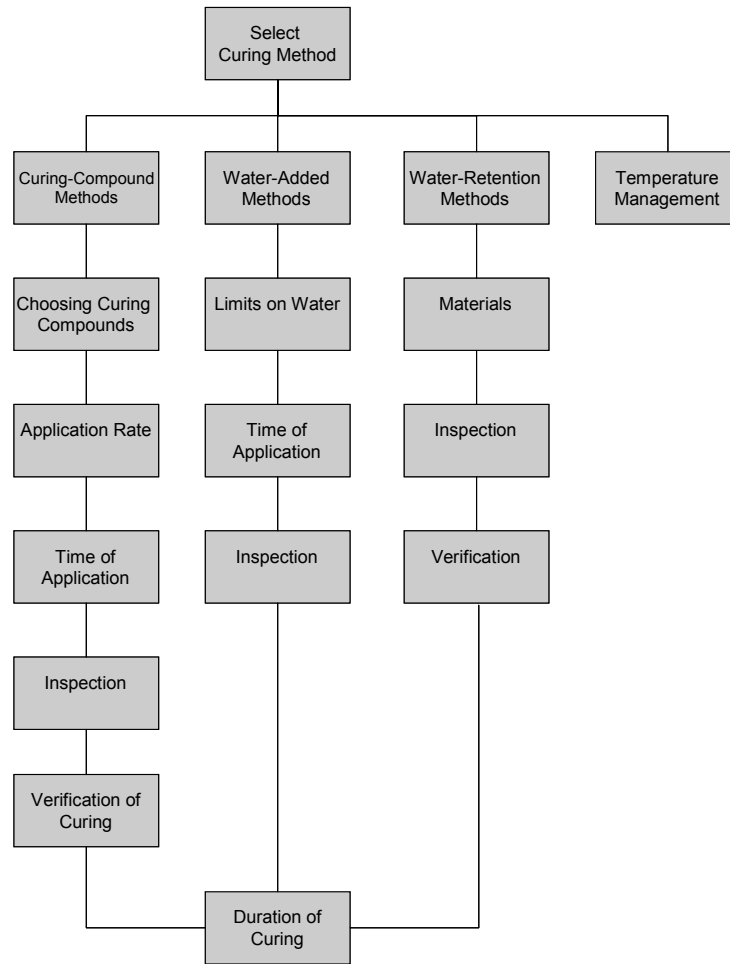 Select
Curing Method
Curing-Compound
Methods
Water-Added
Methods
Water-Retention
Methods
Temperature
Management
Choosing Curing
Compounds
Limits on Water
Materials
Application Rate
Time of
Application
Inspection
Time of
Application
Inspection
Verification
Inspection
Verification of
Curing
Duration of
Curing